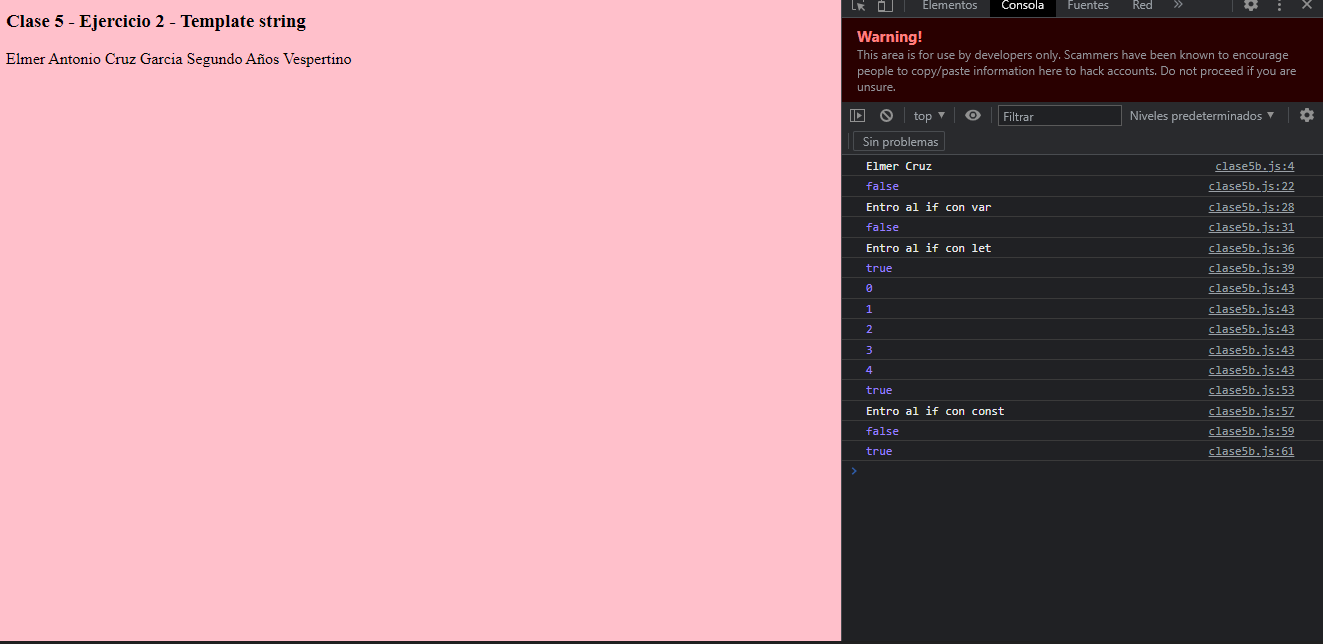 Clase 5 - Ejercicio 2 - Template string
Elmer Antonio Cruz Garcia Segundo Años Vespertino
Elementos Consola Fuentes Red
Warning!
This area is for use by developers only. Scammers have been known to encourage
people to copy/paste information here to hack accounts. Do not proceed if you are
unsure.
top Filtrar Niveles predeterminados
Sin problemas
Elmer Cruz clase5b.js:4
false clase5b.js:22
Entro al if con var clase5b.js:28
false clase5b.js:31
Entro al if con let clase5b.js:36
true clase5b.js:39
0 clase5b.js:43
1 clase5b.js:43
2 clase5b.js:43
3 clase5b.js:43
4 clase5b.js:43
true clase5b.js:53
Entro al if con const clase5b.js:57
false clase5b.js:59
true clase5b.js:61